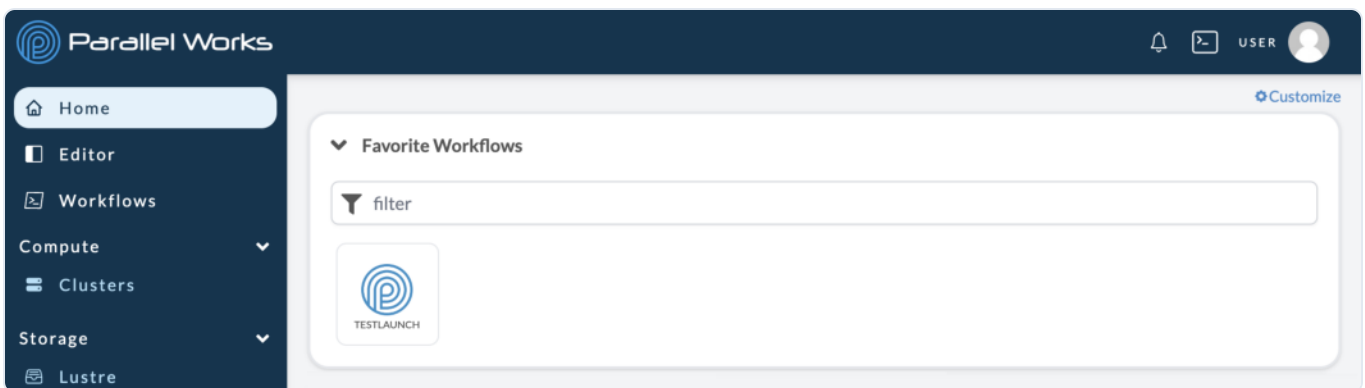 Parallel Works
USER
Home
Editor
Workflows
Compute
Clusters
Storage
Lustre
Customize
Favorite Workflows
filter
TESTLAUNCH